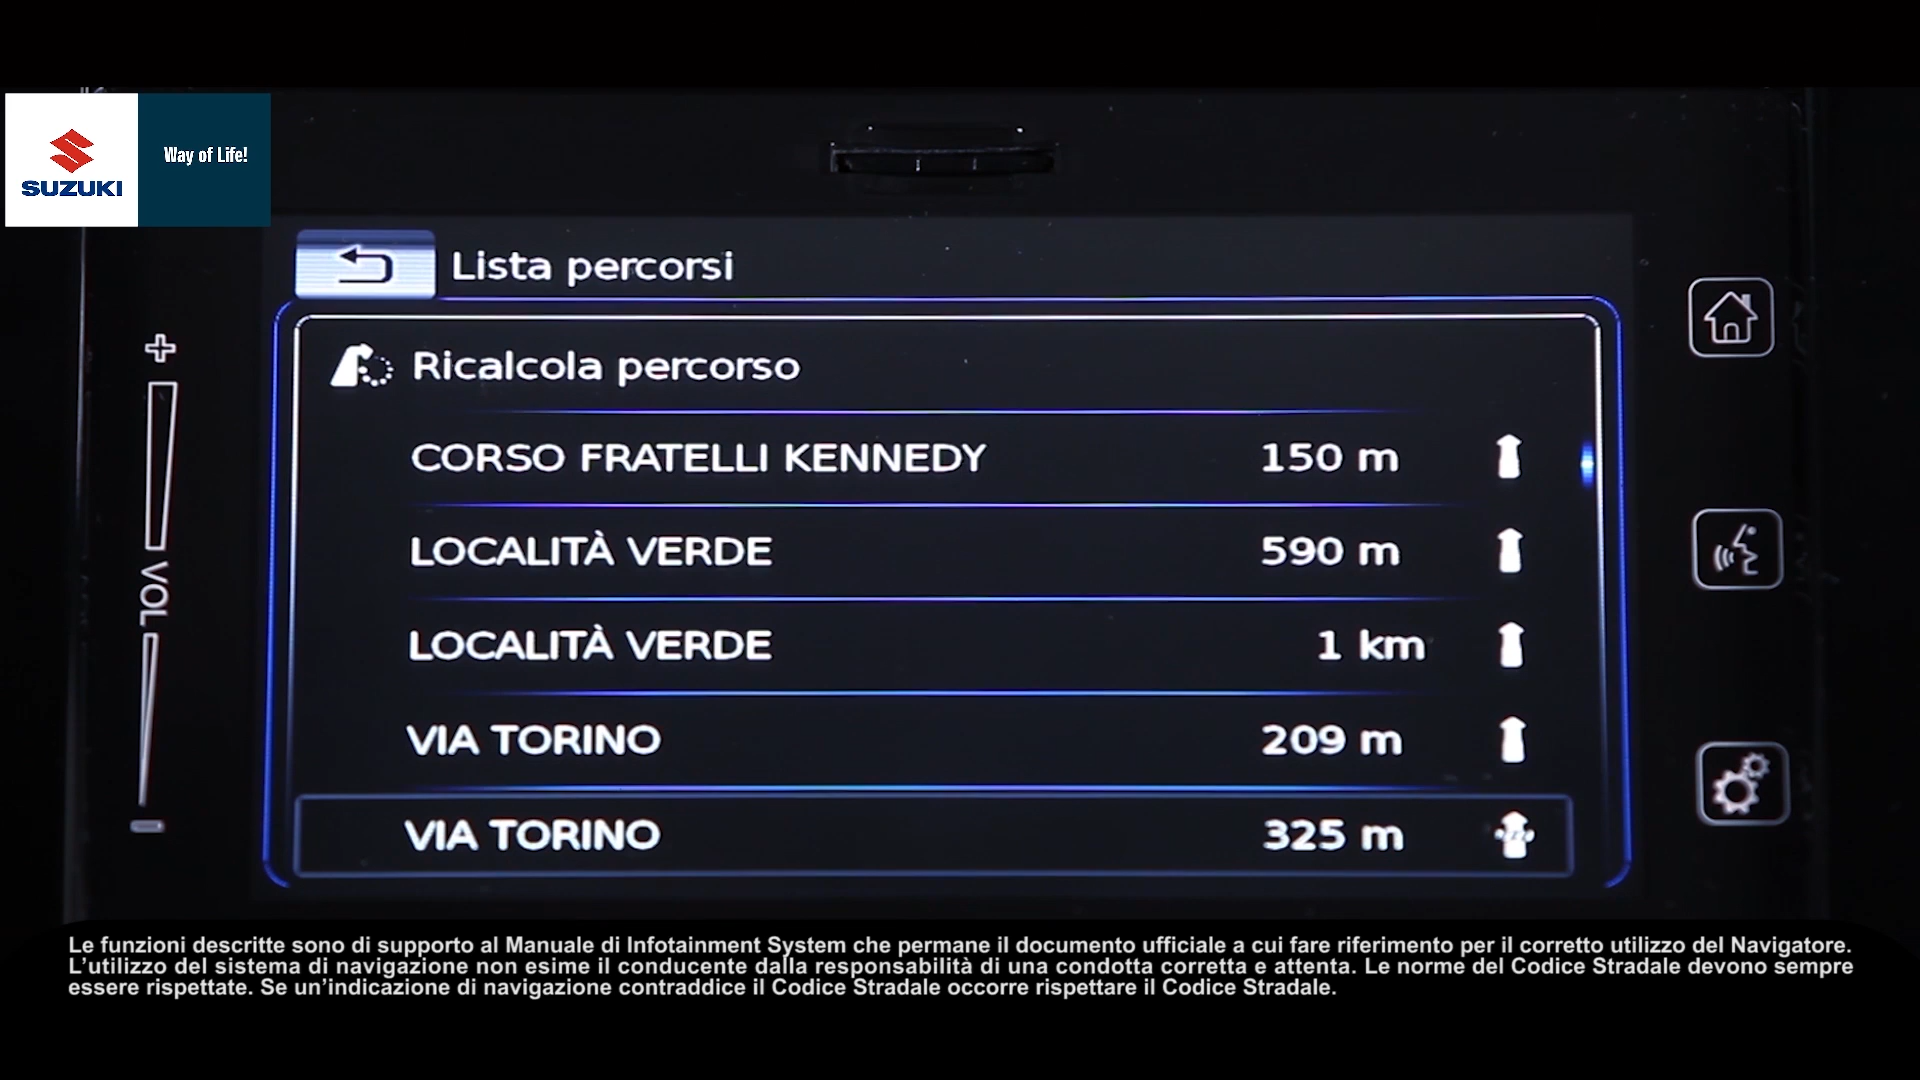 SUZUKI
Way of Life!
Lista percorsi
Ricalcola percorso
CORSO FRATELLI KENNEDY 150 m
LOCALITÀ VERDE 590 m
LOCALITÀ VERDE 1 km
VIA TORINO 209 m
VIA TORINO 325 m
VOL
Le funzioni descritte sono di supporto al Manuale di Infotainment System che permane il documento ufficiale a cui fare riferimento per il corretto utilizzo del Navigatore.
L'utilizzo del sistema di navigazione non esime il conducente dalla responsabilità di una condotta corretta e attenta. Le norme del Codice Stradale devono sempre
essere rispettate. Se un'indicazione di navigazione contraddice il Codice Stradale occorre rispettare il Codice Stradale.